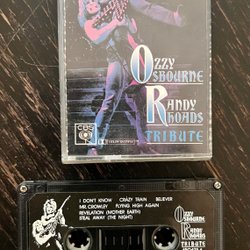 OZZY
OSBOURNE
RANDY
RHOADS
TRIBUTE
CBS
I DON'T KNOW CRAZY TRAIN BELIEVER
MR. CROWLEY FLYING HIGH AGAIN
REVELATION (MOTHER EARTH)
STEAL AWAY (THE NIGHT)
OZZY
OSBOURNE
RANDY
RHOADS
TRIBUTE